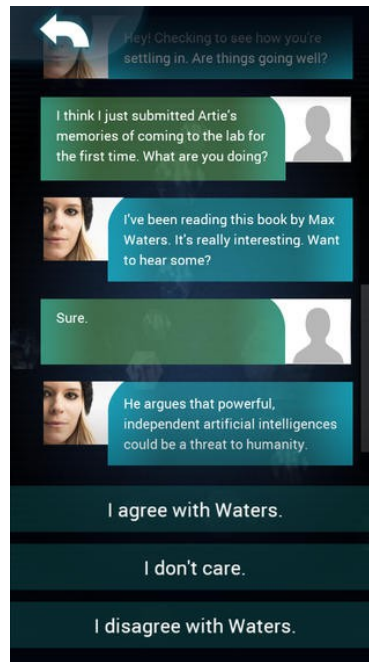 Hey! Checking to see how you're
settling in. Are things going well?
I think I just submitted Artie's
memories of coming to the lab for
the first time. What are you doing?
I've been reading this book by Max
Waters. It's really interesting. Want
to hear some?
Sure.
He argues that powerful,
independent artificial intelligences
could be a threat to humanity.
I agree with Waters.
I don't care.
I disagree with Waters.